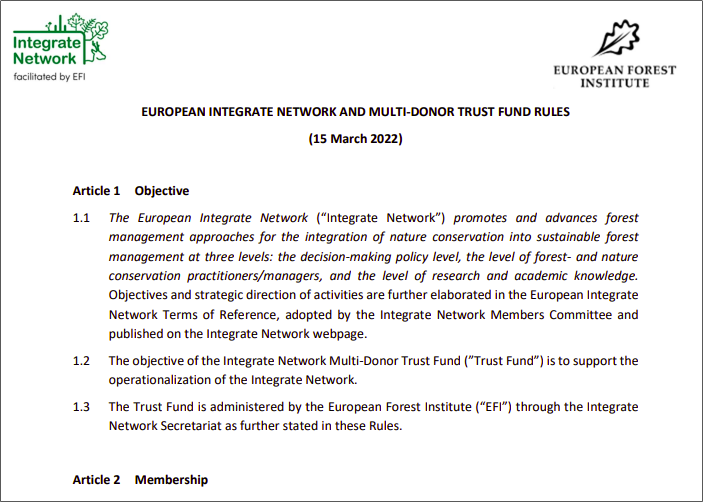 Integrate
Network
facilitated by EFI
EUROPEAN FOREST
INSTITUTE
EUROPEAN INTEGRATE NETWORK AND MULTI-DONOR TRUST FUND RULES
(15 March 2022)
Article 1 Objective
1.1 The European Integrate Network (“Integrate Network”) promotes and advances forest
management approaches for the integration of nature conservation into sustainable forest
management at three levels: the decision-making policy level, the level of forest- and nature
conservation practitioners/managers, and the level of research and academic knowledge.
Objectives and strategic direction of activities are further elaborated in the European Integrate
Network Terms of Reference, adopted by the Integrate Network Members Committee and
published on the Integrate Network webpage.
1.2 The objective of the Integrate Network Multi-Donor Trust Fund (”Trust Fund”) is to support the
operationalization of the Integrate Network.
1.3 The Trust Fund is administered by the European Forest Institute (“EFI”) through the Integrate
Network Secretariat as further stated in these Rules.
Article 2 Membership